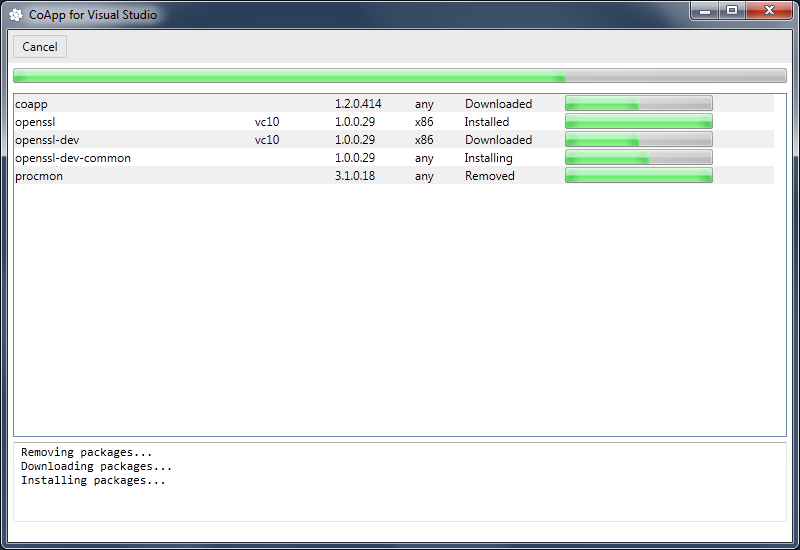 CoApp for Visual Studio
Cancel
coapp 1.2.0.414 any Downloaded
openssl vc10 1.0.0.29 x86 Installed
openssl-dev vc10 1.0.0.29 x86 Downloaded
openssl-dev-common 1.0.0.29 any Installing
procmon 3.1.0.18 any Removed
Removing packages...
Downloading packages...
Installing packages...